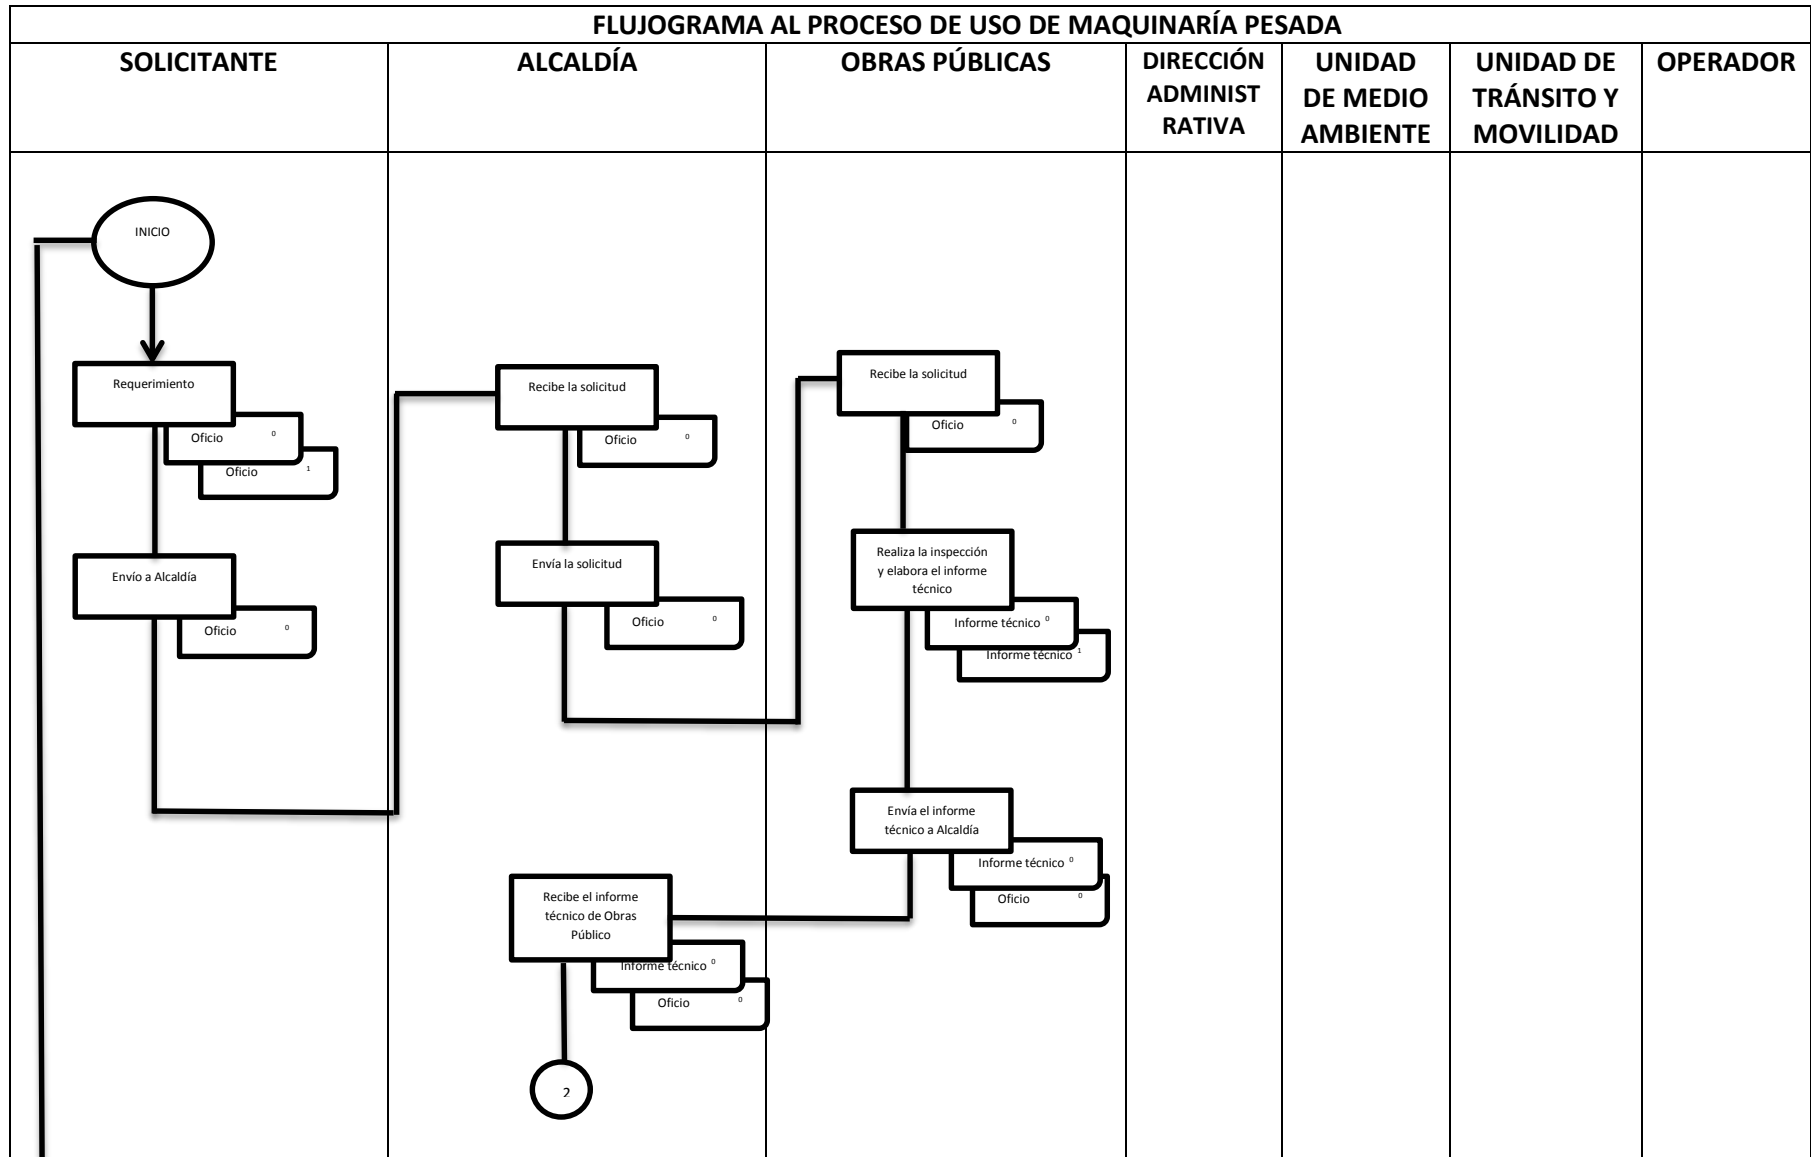 FLUJOGRAMA AL PROCESO DE USO DE MAQUINARÍA PESADA
SOLICITANTE
ALCALDÍA
OBRAS PÚBLICAS
DIRECCIÓN
ADMINIST
RATIVA
UNIDAD
DE MEDIO
AMBIENTE
UNIDAD DE
TRÁNSITO Y
MOVILIDAD
OPERADOR
INICIO
Requerimiento
Oficio 0
Oficio 1
Envío a Alcaldía
Oficio 0
Recibe la solicitud
Oficio 0
Envía la solicitud
Oficio 0
Recibe la solicitud
Oficio 0
Realiza la inspección
y elabora el informe
técnico
Informe técnico 0
Informe técnico 1
Envía el informe
técnico a Alcaldía
Informe técnico 0
Oficio 0
Recibe el informe
técnico de Obras
Público
Informe técnico 0
Oficio 0
2